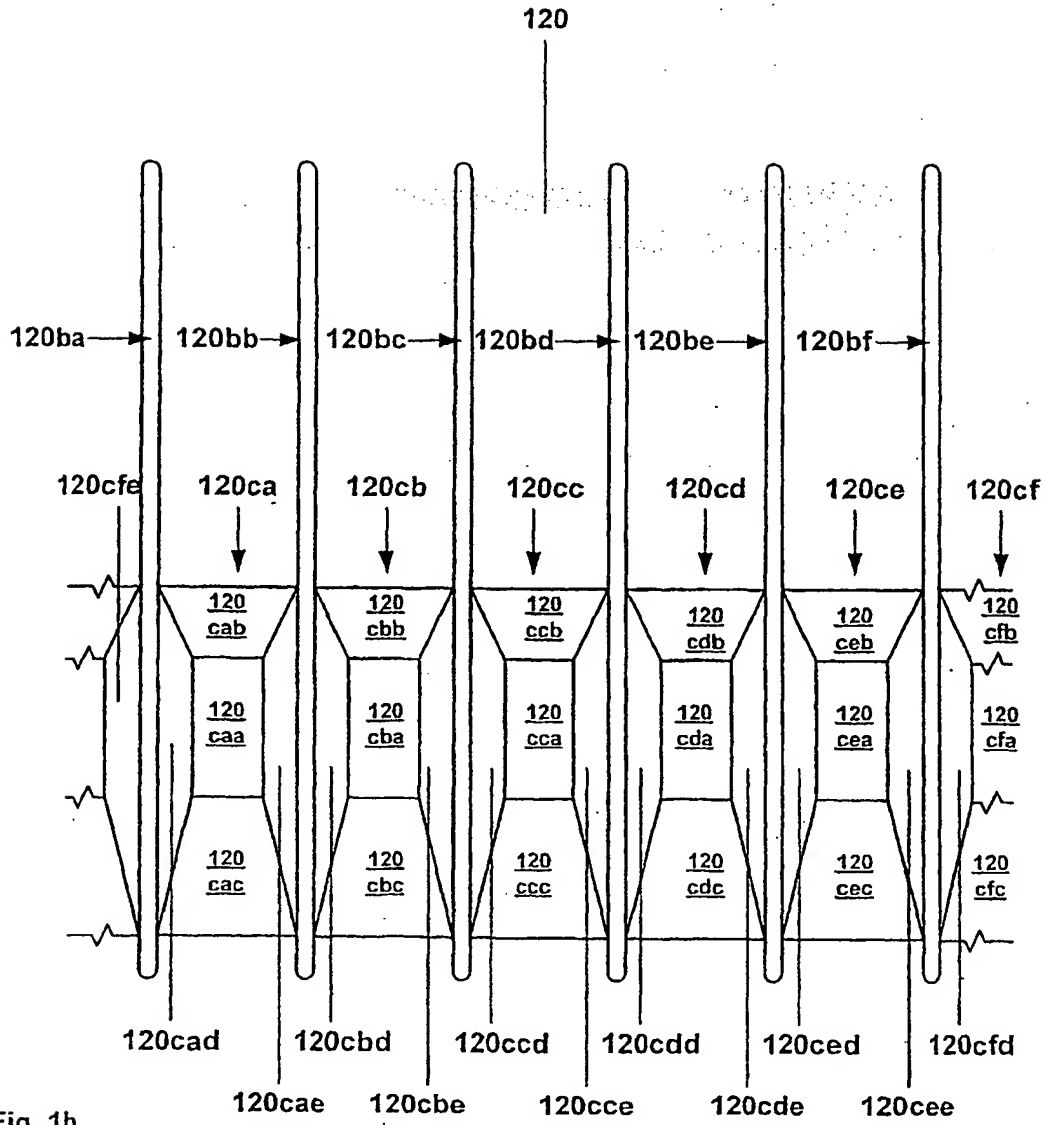 120
120ba 120bb 120bc 120bd 120be 120bf
120cfe 120ca 120cb 120cc 120cd 120ce 120cf
120 120 120 120 120 120
cab cbb ccb cdb ceb cfb
120 120 120 120 120 120
caa cba cca cda cea cfa
120 120 120 120 120 120
cac cbc ccc cdc cec cfc
120cad 120cbd 120ccd 120cdd 120ced 120cfd
120cae 120cbe 120cce 120cde 120cee
Fig. 1b